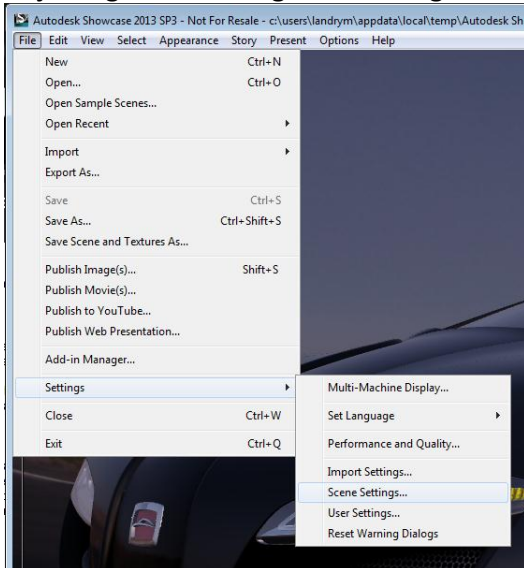 Autodesk Showcase 2013 SP3 - Not For Resale - c:\users\landrym\appdata\local\temp\Autodesk Sh
File Edit View Select Appearance Story Present Options Help
New Ctrl+N
Open... Ctrl+O
Open Sample Scenes...
Open Recent
Import
Export As...
Save Ctrl+S
Save As... Ctrl+Shift+S
Save Scene and Textures As...
Publish Image(s)... Shift+S
Publish Movie(s)...
Publish to YouTube...
Publish Web Presentation...
Add-in Manager...
Settings
Multi-Machine Display...
Close Ctrl+W
Set Language
Exit Ctrl+Q
Performance and Quality...
Import Settings...
Scene Settings...
User Settings...
Reset Warning Dialogs